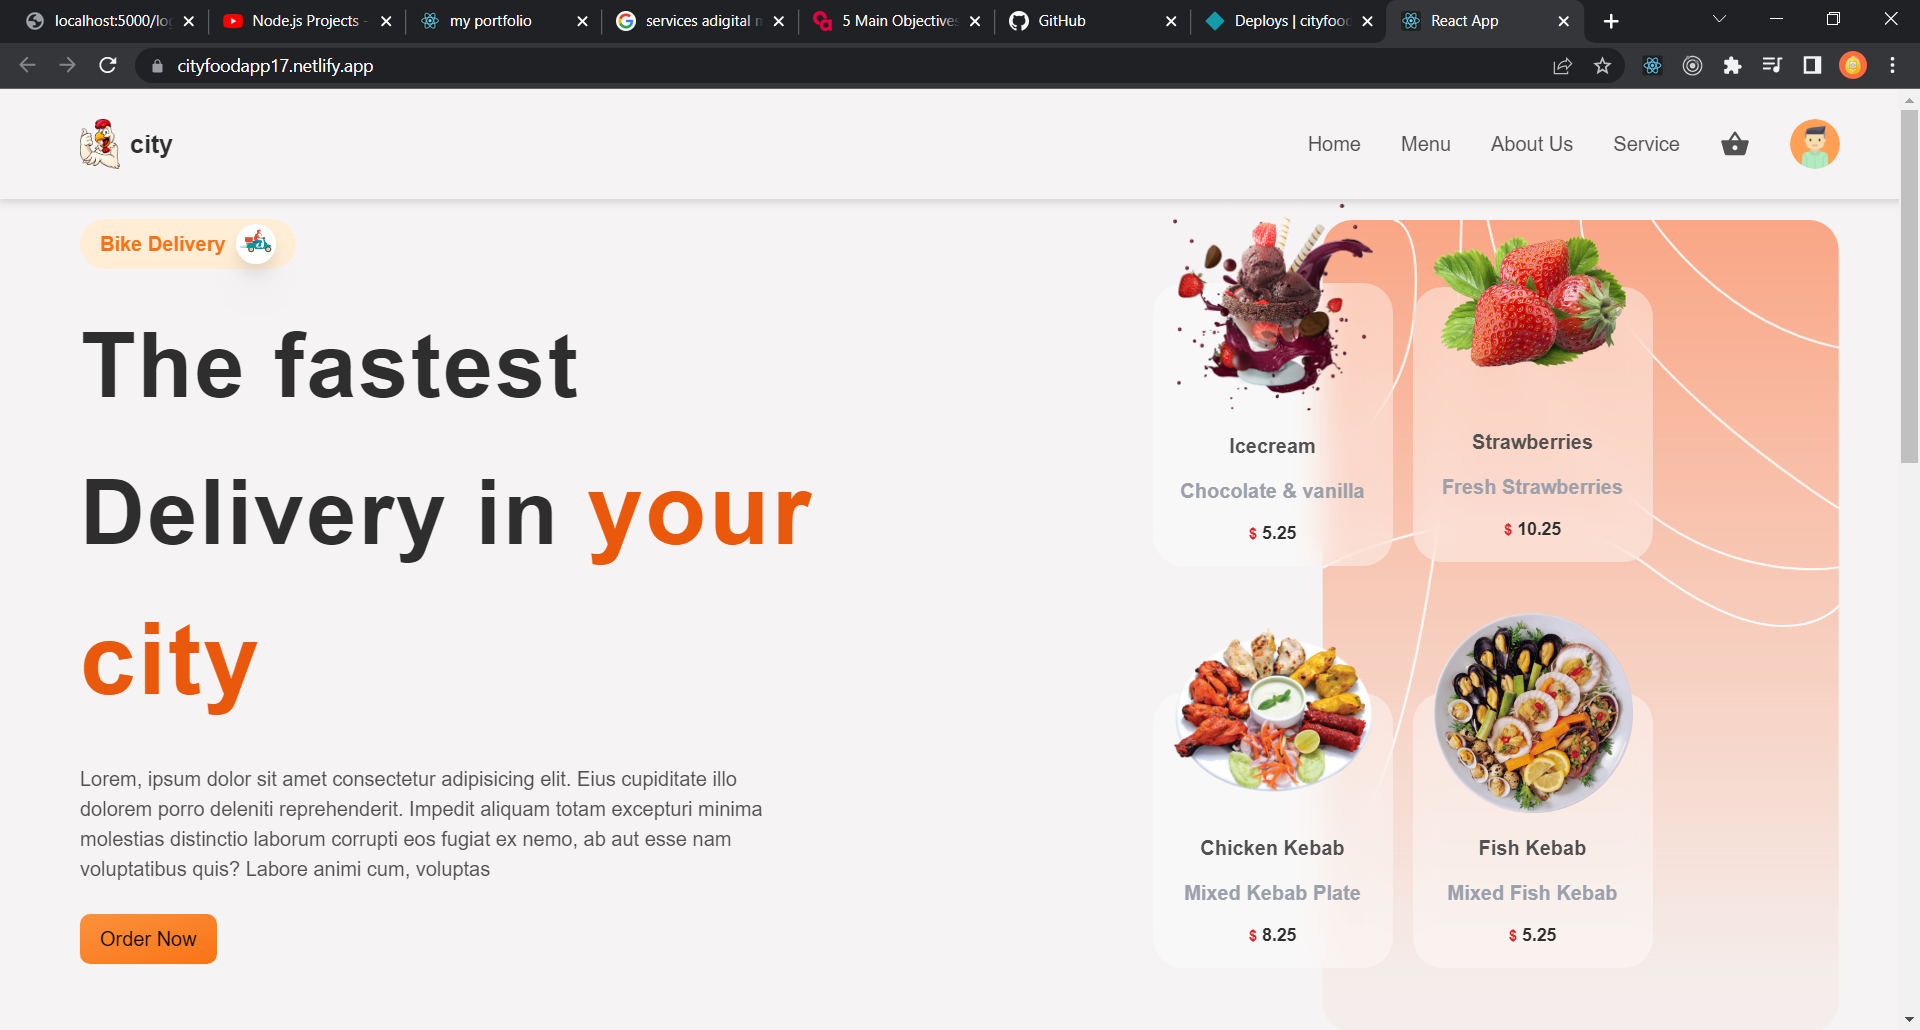 localhost:5000/lo
Node.js Projects -
my portfolio
services adigital m
5 Main Objectives
GitHub
Deploys | cityfood
React App
cityfoodapp17.netlify.app
city
Home
Menu
About Us
Service
Bike Delivery
The fastest
Delivery in your
city
Lorem, ipsum dolor sit amet consectetur adipisicing elit. Eius cupiditate illo
dolorem porro deleniti reprehenderit. Impedit aliquam totam excepturi minima
molestias distinctio laborum corrupti eos fugiat ex nemo, ab aut esse nam
voluptatibus quis? Labore animi cum, voluptas
Order Now
Icecream
Chocolate & vanilla
$ 5.25
Strawberries
Fresh Strawberries
$ 10.25
Chicken Kebab
Mixed Kebab Plate
$ 8.25
Fish Kebab
Mixed Fish Kebab
$ 5.25